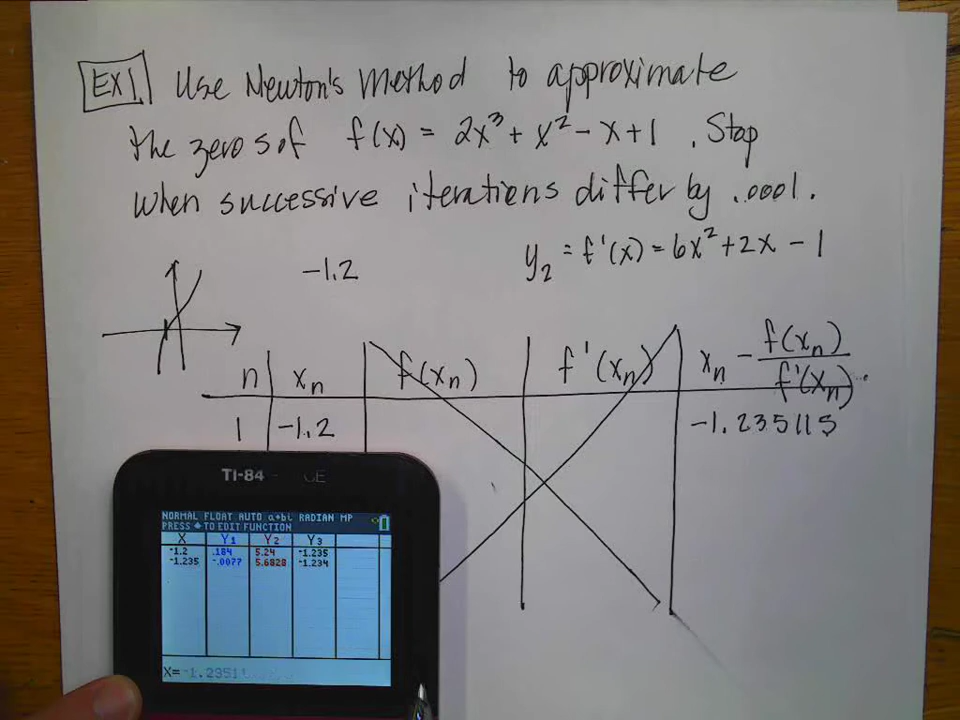 EX1. Use Newton's Method to approximate
the zeros of f(x) = 2x³ + x² - x + 1 . Stop
when successive iterations differ by .0001.
y₂ = f'(x) = 6x² + 2x - 1
-1.2
n xₙ f(xₙ) f'(xₙ) xₙ - f(xₙ)/f'(xₙ)
1 -1.2 -1.235115
TI-84 CE
NORMAL FLOAT AUTO a+bi RADIAN MP
PRESS + TO EDIT FUNCTION
X Y1 Y2 Y3
-1.2 .184 5.24 -1.235
-1.235 -.0077 5.6828 -1.234
X=-1.23511